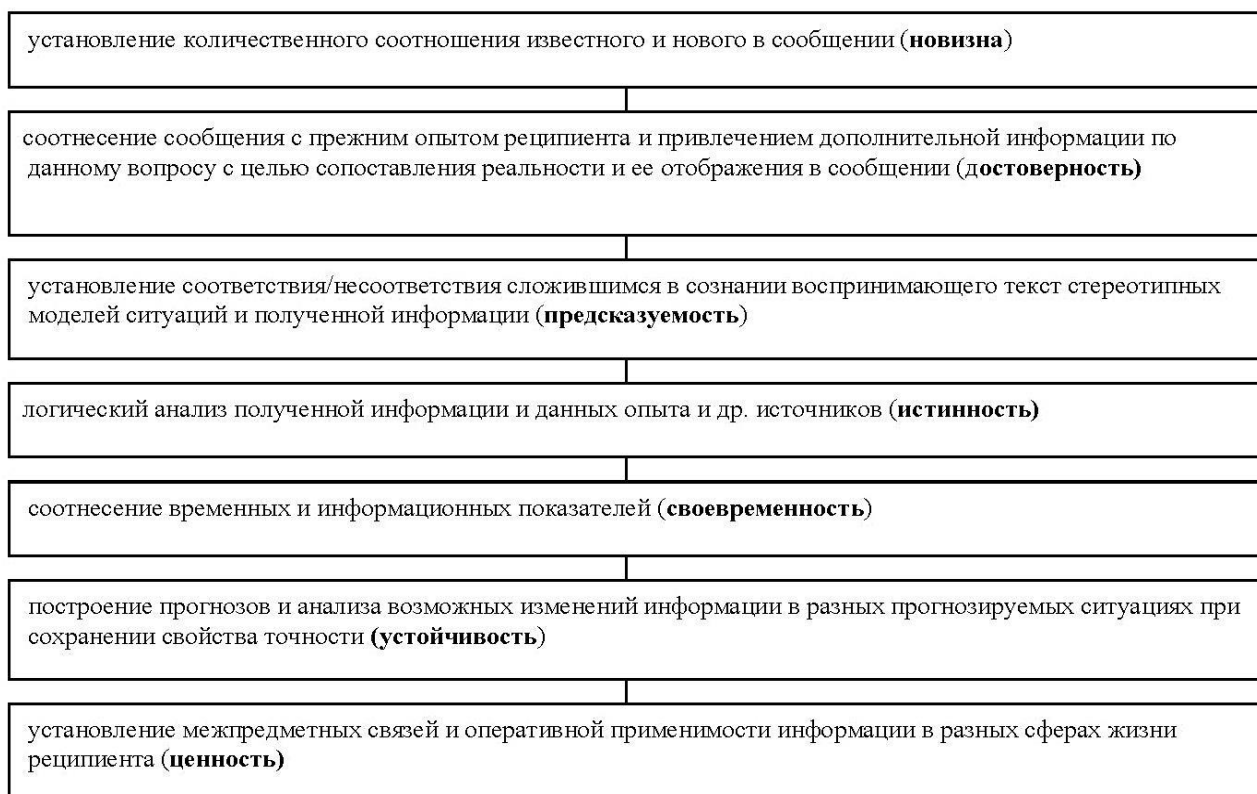 установление количественного соотношения известного и нового в сообщении (новизна)
соотнесение сообщения с прежним опытом реципиента и привлечением дополнительной информации по
данному вопросу с целью сопоставления реальности и ее отображения в сообщении (достоверность)
установление соответствия/несоответствия сложившимся в сознании воспринимающего текст стереотипных
моделей ситуаций и полученной информации (предсказуемость)
логический анализ полученной информации и данных опыта и др. источников (истинность)
соотнесение временных и информационных показателей (своевременность)
построение прогнозов и анализа возможных изменений информации в разных прогнозируемых ситуациях при
сохранении свойства точности (устойчивость)
установление межпредметных связей и оперативной применимости информации в разных сферах жизни
реципиента (ценность)